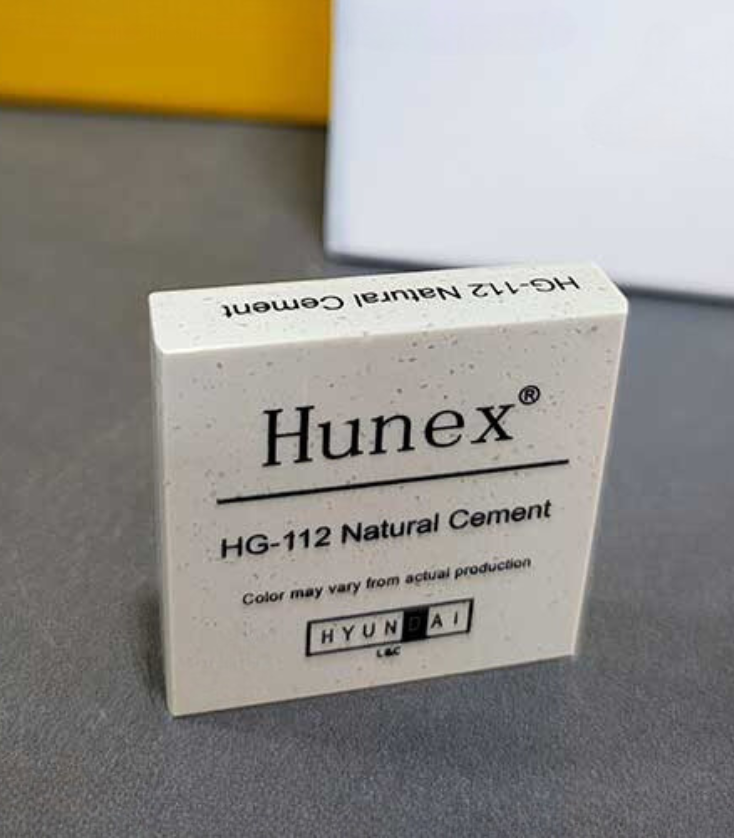 HG-112 Natural Cement
Hunex®
HG-112 Natural Cement
Color may vary from actual production
HYUNDAI
L&C